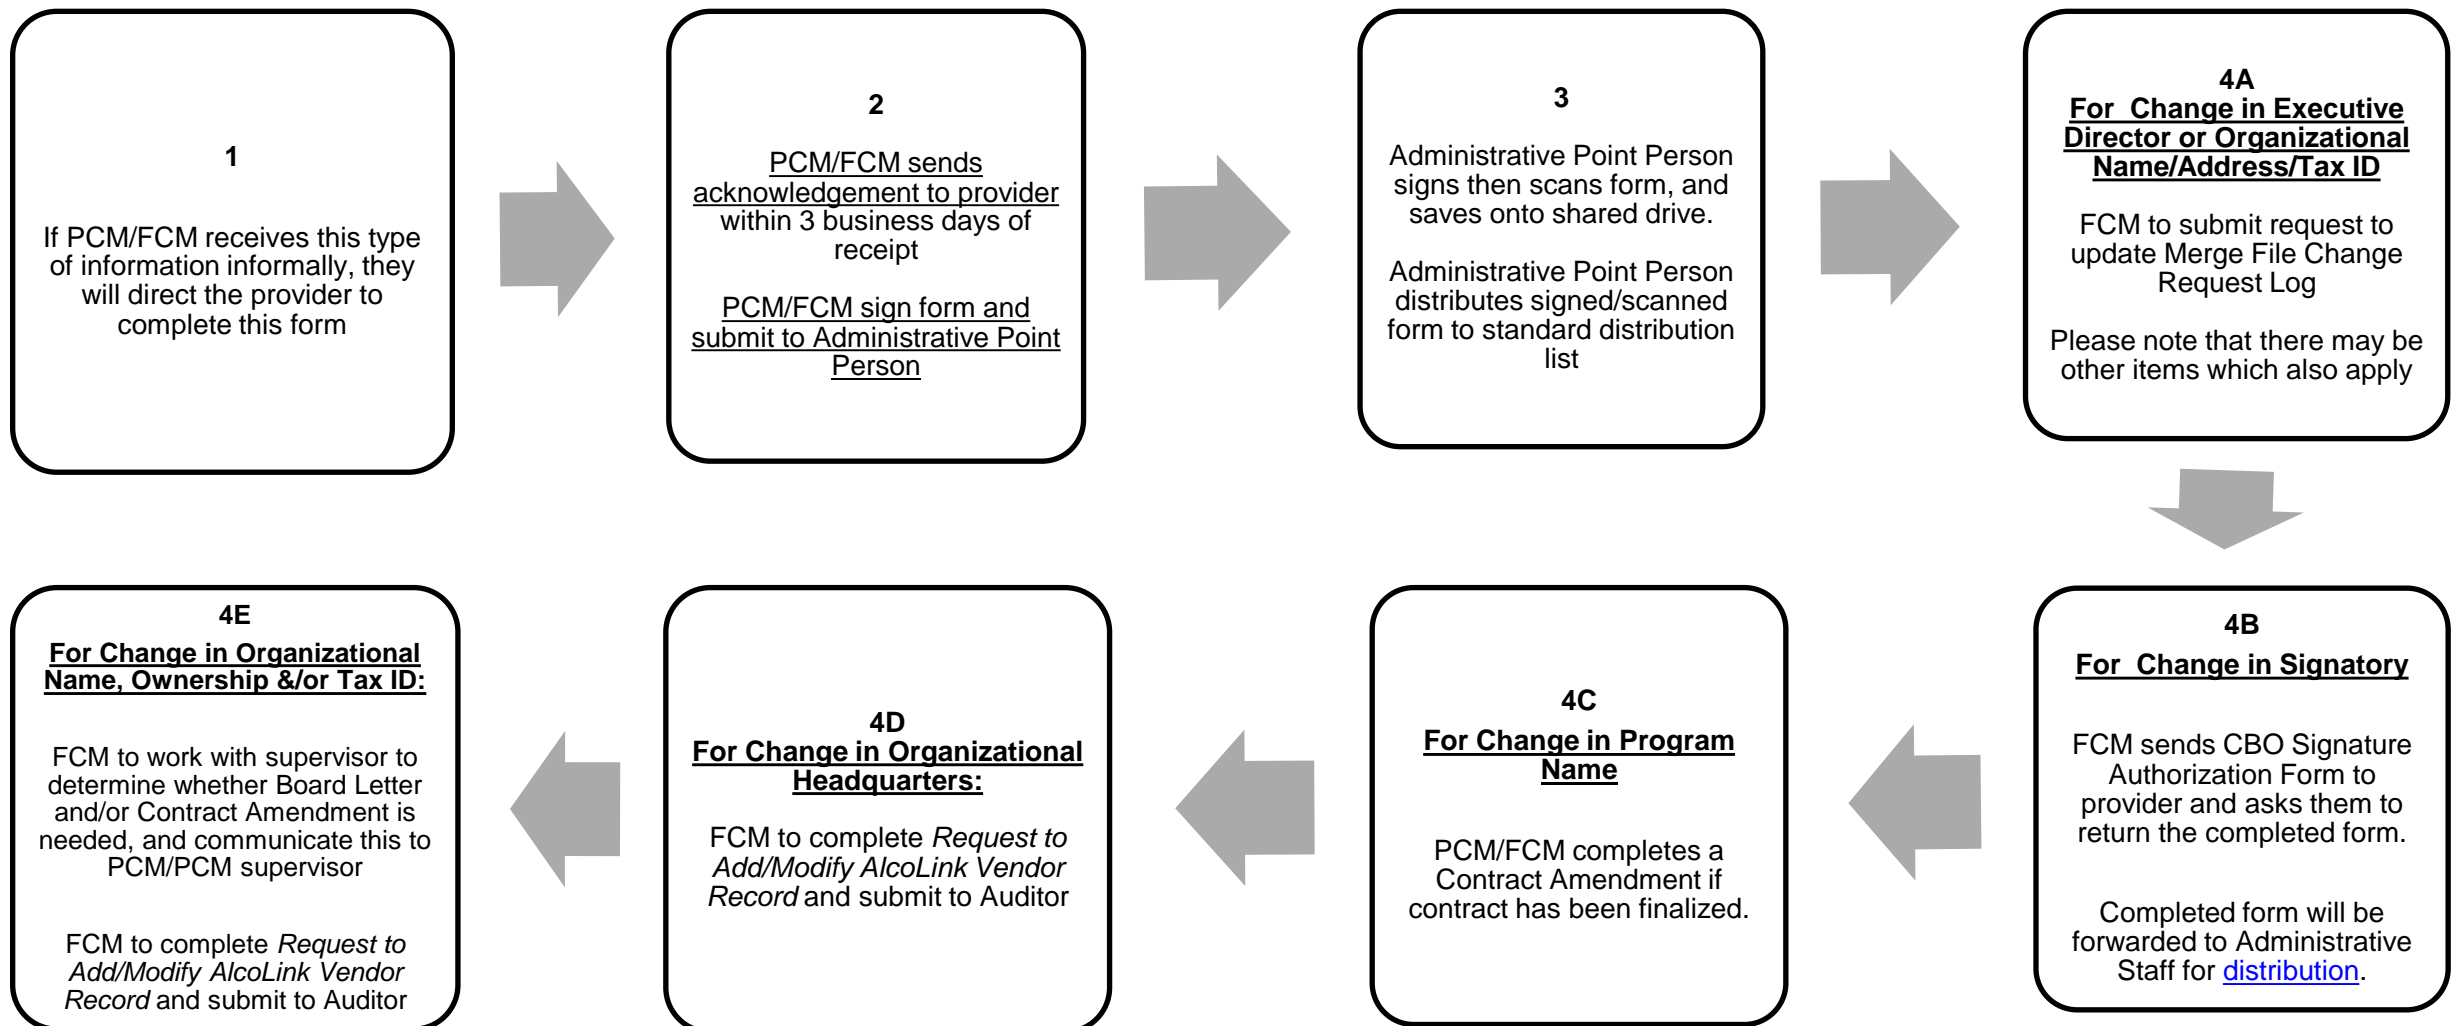 1
If PCM/FCM receives this type
of information informally, they
will direct the provider to
complete this form
2
PCM/FCM sends
acknowledgement to provider
within 3 business days of
receipt
PCM/FCM sign form and
submit to Administrative Point
Person
3
Administrative Point Person
signs then scans form, and
saves onto shared drive.
Administrative Point Person
distributes signed/scanned
form to standard distribution
list
4A
For Change in Executive
Director or Organizational
Name/Address/Tax ID
FCM to submit request to
update Merge File Change
Request Log
Please note that there may be
other items which also apply
4B
For Change in Signatory
FCM sends CBO Signature
Authorization Form to
provider and asks them to
return the completed form.
Completed form will be
forwarded to Administrative
Staff for distribution.
4C
For Change in Program
Name
PCM/FCM completes a
Contract Amendment if
contract has been finalized.
4D
For Change in Organizational
Headquarters:
FCM to complete Request to
Add/Modify AlcoLink Vendor
Record and submit to Auditor
4E
For Change in Organizational
Name, Ownership &/or Tax ID:
FCM to work with supervisor to
determine whether Board Letter
and/or Contract Amendment is
needed, and communicate this to
PCM/PCM supervisor
FCM to complete Request to
Add/Modify AlcoLink Vendor
Record and submit to Auditor